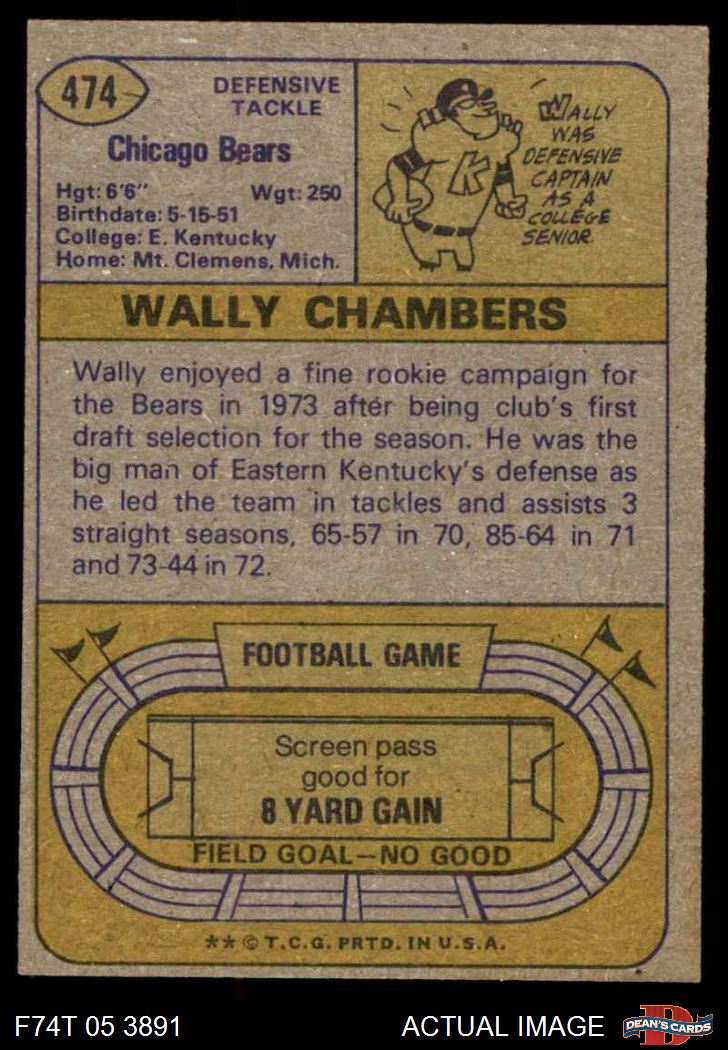 474
DEFENSIVE
TACKLE
Chicago Bears
Hgt: 6'6" Wgt: 250
Birthdate: 5-15-51
College: E. Kentucky
Home: Mt. Clemens, Mich.
K
WALLY
WAS
DEFENSIVE
CAPTAIN
AS A
COLLEGE
SENIOR.
WALLY CHAMBERS
Wally enjoyed a fine rookie campaign for
the Bears in 1973 after being club's first
draft selection for the season. He was the
big man of Eastern Kentucky's defense as
he led the team in tackles and assists 3
straight seasons, 65-57 in 70, 85-64 in 71
and 73-44 in 72.
FOOTBALL GAME
Screen pass
good for
8 YARD GAIN
FIELD GOAL—NO GOOD
** © T.C.G. PRTD. IN U.S.A.
F74T 05 3891 ACTUAL IMAGE
D
DEAN'S CARDS